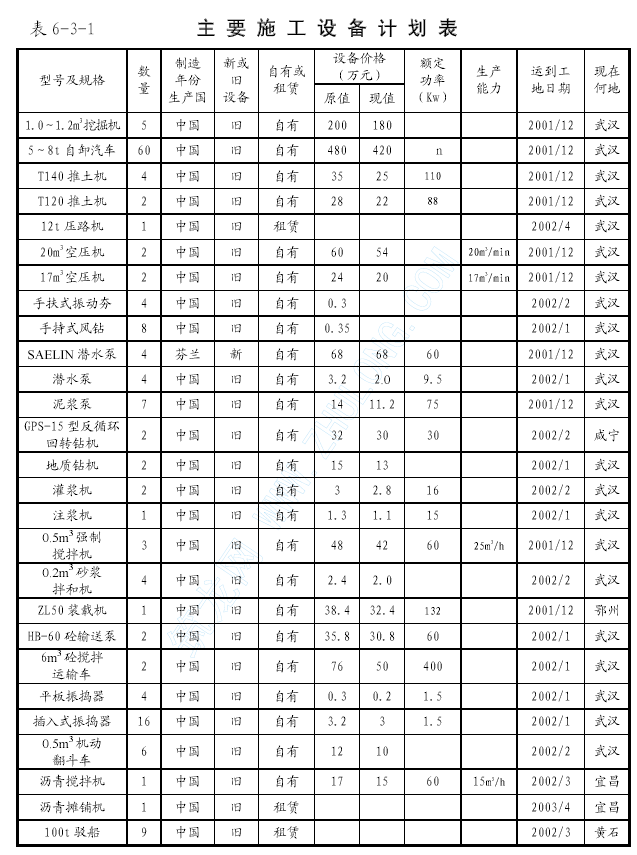 表 6-3-1 主要施工设备计划表
型号及规格 数量 制造年份生产国 新或旧设备 自有或租赁 设备价格(万元) 原值 现值 额定功率(Kw) 生产能力 运到工地日期 现在何地
1.0~1.2m³挖掘机 5 中国 旧 自有 200 180 2001/12 武汉
5~8t 自卸汽车 60 中国 旧 自有 480 420 n 2001/12 武汉
T140推土机 4 中国 旧 自有 35 25 110 2001/12 武汉
T120推土机 2 中国 旧 自有 28 22 88 2001/12 武汉
12t 压路机 1 中国 旧 租赁 2002/4 武汉
20m³空压机 2 中国 旧 自有 60 54 20m³/min 2001/12 武汉
17m³空压机 2 中国 旧 自有 24 20 17m³/min 2001/12 武汉
手扶式振动夯 4 中国 旧 自有 0.3 2002/2 武汉
手持式风钻 8 中国 旧 自有 0.35 2002/1 武汉
SAELIN 潜水泵 4 芬兰 新 自有 68 68 60 2001/12 武汉
潜水泵 4 中国 旧 自有 3.2 2.0 9.5 2002/1 武汉
泥浆泵 7 中国 旧 自有 14 11.2 75 2001/12 武汉
GPS-15 型反循环
回转钻机 2 中国 旧 自有 32 30 30 2002/2 咸宁
地质钻机 2 中国 旧 自有 15 13 2002/1 武汉
灌浆机 2 中国 旧 自有 3 2.8 16 2002/2 武汉
注浆机 1 中国 旧 自有 1.3 1.1 15 2002/1 武汉
0.5m³强制
搅拌机 3 中国 旧 自有 48 42 60 25m³/h 2001/12 武汉
0.2m³砂浆
拌和机 4 中国 旧 自有 2.4 2.0 2002/2 武汉
ZL50装载机 1 中国 旧 自有 38.4 32.4 132 2001/12 鄂州
HB-60砼输送泵 2 中国 旧 自有 35.8 30.8 60 2002/1 武汉
6m³砼搅拌
运输车 2 中国 旧 自有 76 50 400 2002/1 武汉
平板振捣器 4 中国 旧 自有 0.3 0.2 1.5 2002/1 武汉
插入式振捣器 16 中国 旧 自有 3.2 3 1.5 2002/1 武汉
0.5m³机动
翻斗车 6 中国 旧 自有 12 10 2002/2 武汉
沥青搅拌机 1 中国 旧 自有 17 15 60 15m³/h 2002/3 宜昌
沥青摊铺机 1 中国 旧 租赁 2003/4 宜昌
100t 驳船 9 中国 旧 租赁 2002/3 黄石